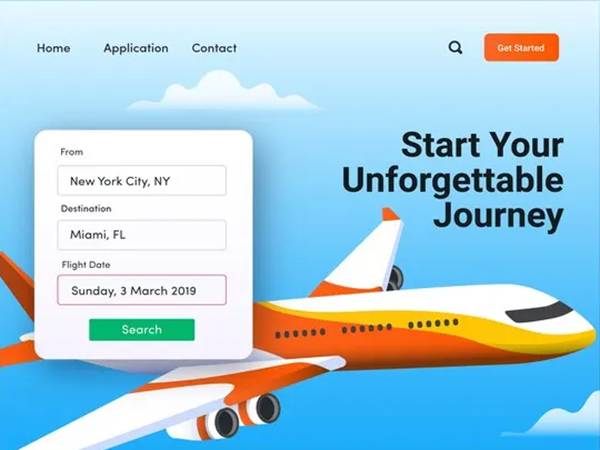 Home Application Contact Get Started
Start Your
Unforgettable
Journey
From
New York City, NY
Destination
Miami, FL
Flight Date
Sunday, 3 March 2019
Search